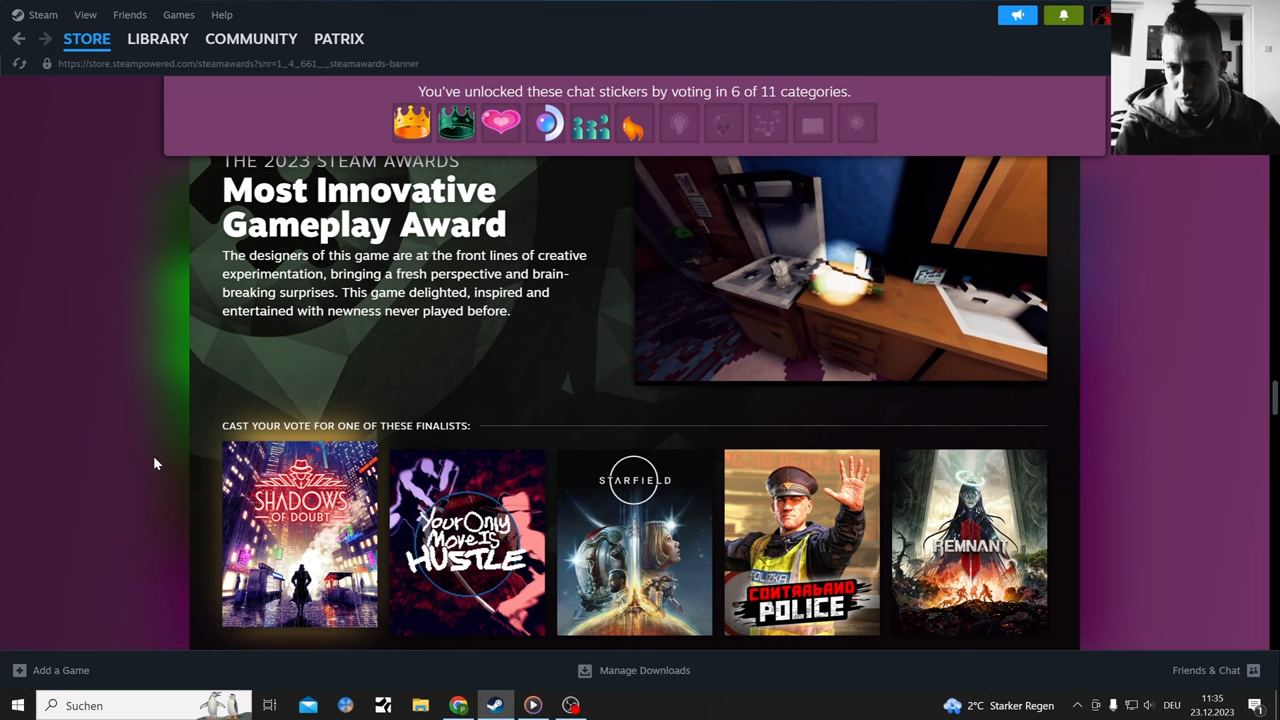 Steam View Friends Games Help
STORE LIBRARY COMMUNITY PATRIX
https://store.steampowered.com/steamawards?snr=1_4_661__steamawards-banner
You've unlocked these chat stickers by voting in 6 of 11 categories.
THE 2023 STEAM AWARDS
Most Innovative
Gameplay Award
The designers of this game are at the front lines of creative
experimentation, bringing a fresh perspective and brain-
breaking surprises. This game delighted, inspired and
entertained with newness never played before.
CAST YOUR VOTE FOR ONE OF THESE FINALISTS:
SHADOWS
OF DOUBT
Your Only
Move Is
HUSTLE
STARFIELD
POLIZKA
CONTRABAND
POLICE
REMNANT
II
Add a Game
Manage Downloads
Friends & Chat
Suchen
2°C Starker Regen
DEU
11:35
23.12.2023
1